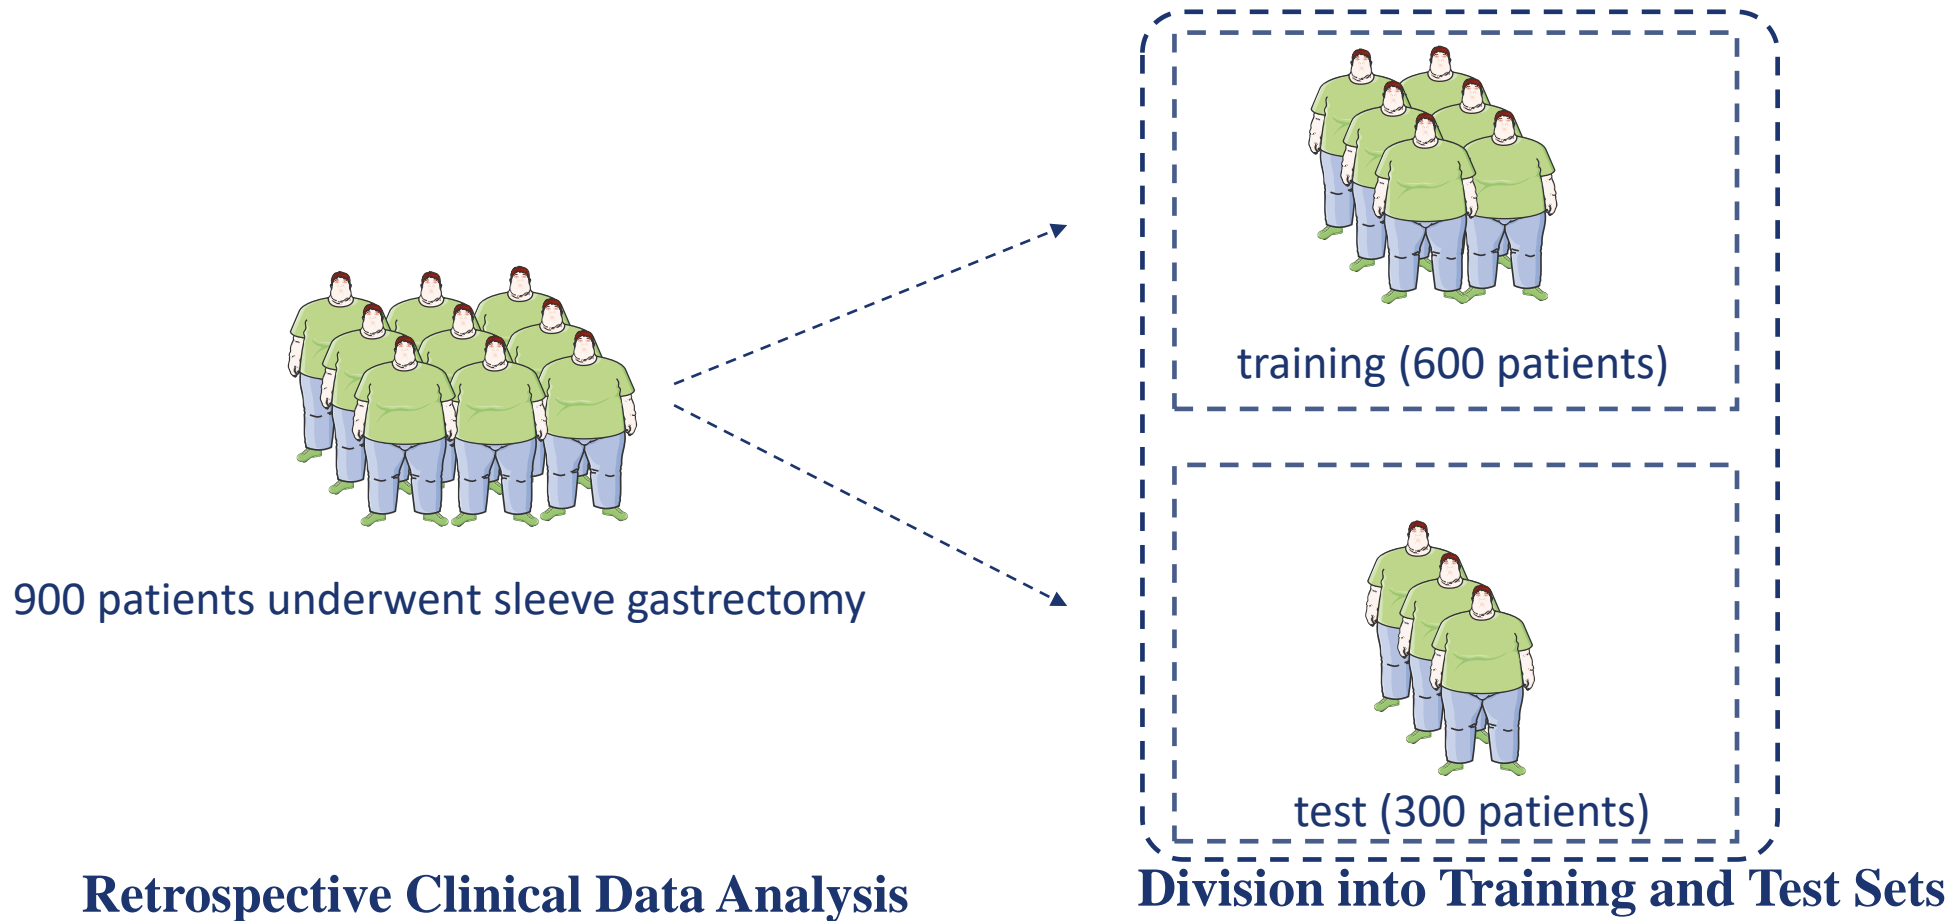 900 patients underwent sleeve gastrectomy
Retrospective Clinical Data Analysis
training (600 patients)
test (300 patients)
Division into Training and Test Sets